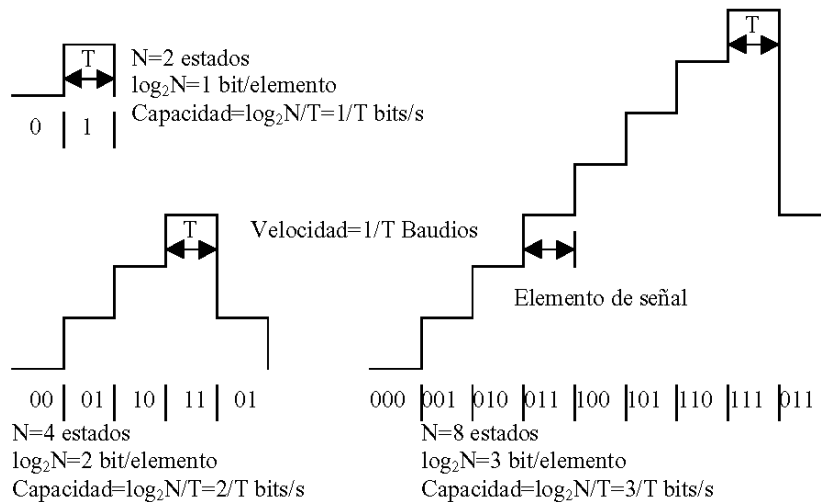 T
N=2 estados
log₂N=1 bit/elemento
Capacidad=log₂N/T=1/T bits/s
0 1
T
T
Velocidad=1/T Baudios
Elemento de señal
00 01 10 11 01
N=4 estados
log₂N=2 bit/elemento
Capacidad=log₂N/T=2/T bits/s
000 001 010 011 100 101 110 111 011
N=8 estados
log₂N=3 bit/elemento
Capacidad=log₂N/T=3/T bits/s